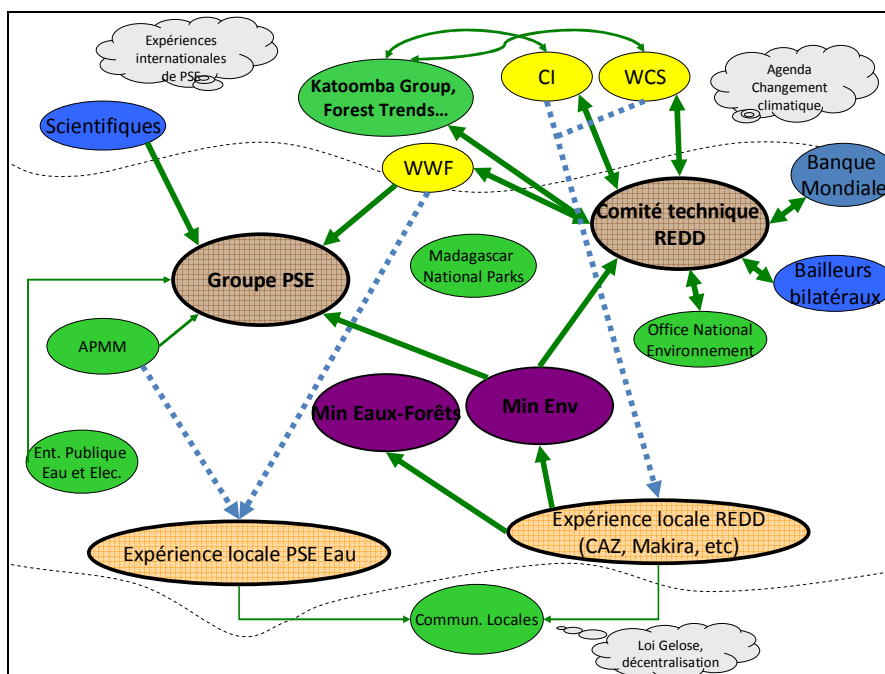 Expériences
internationales
de PSE
Katoomba Group,
Forest Trends...
CI
WCS
Agenda
Changement
climatique
Scientifiques
WWF
Banque
Mondiale
Comité technique
REDD
Groupe PSE
Madagascar
National Parks
Bailleurs
bilatéraux
APMM
Office National
Environnement
Min Eaux-Forêts
Min Env
Ent. Publique
Eau et Elec.
Expérience locale PSE Eau
Expérience locale REDD
(CAZ, Makira, etc)
Commun. Locales
Loi Gelose,
décentralisation